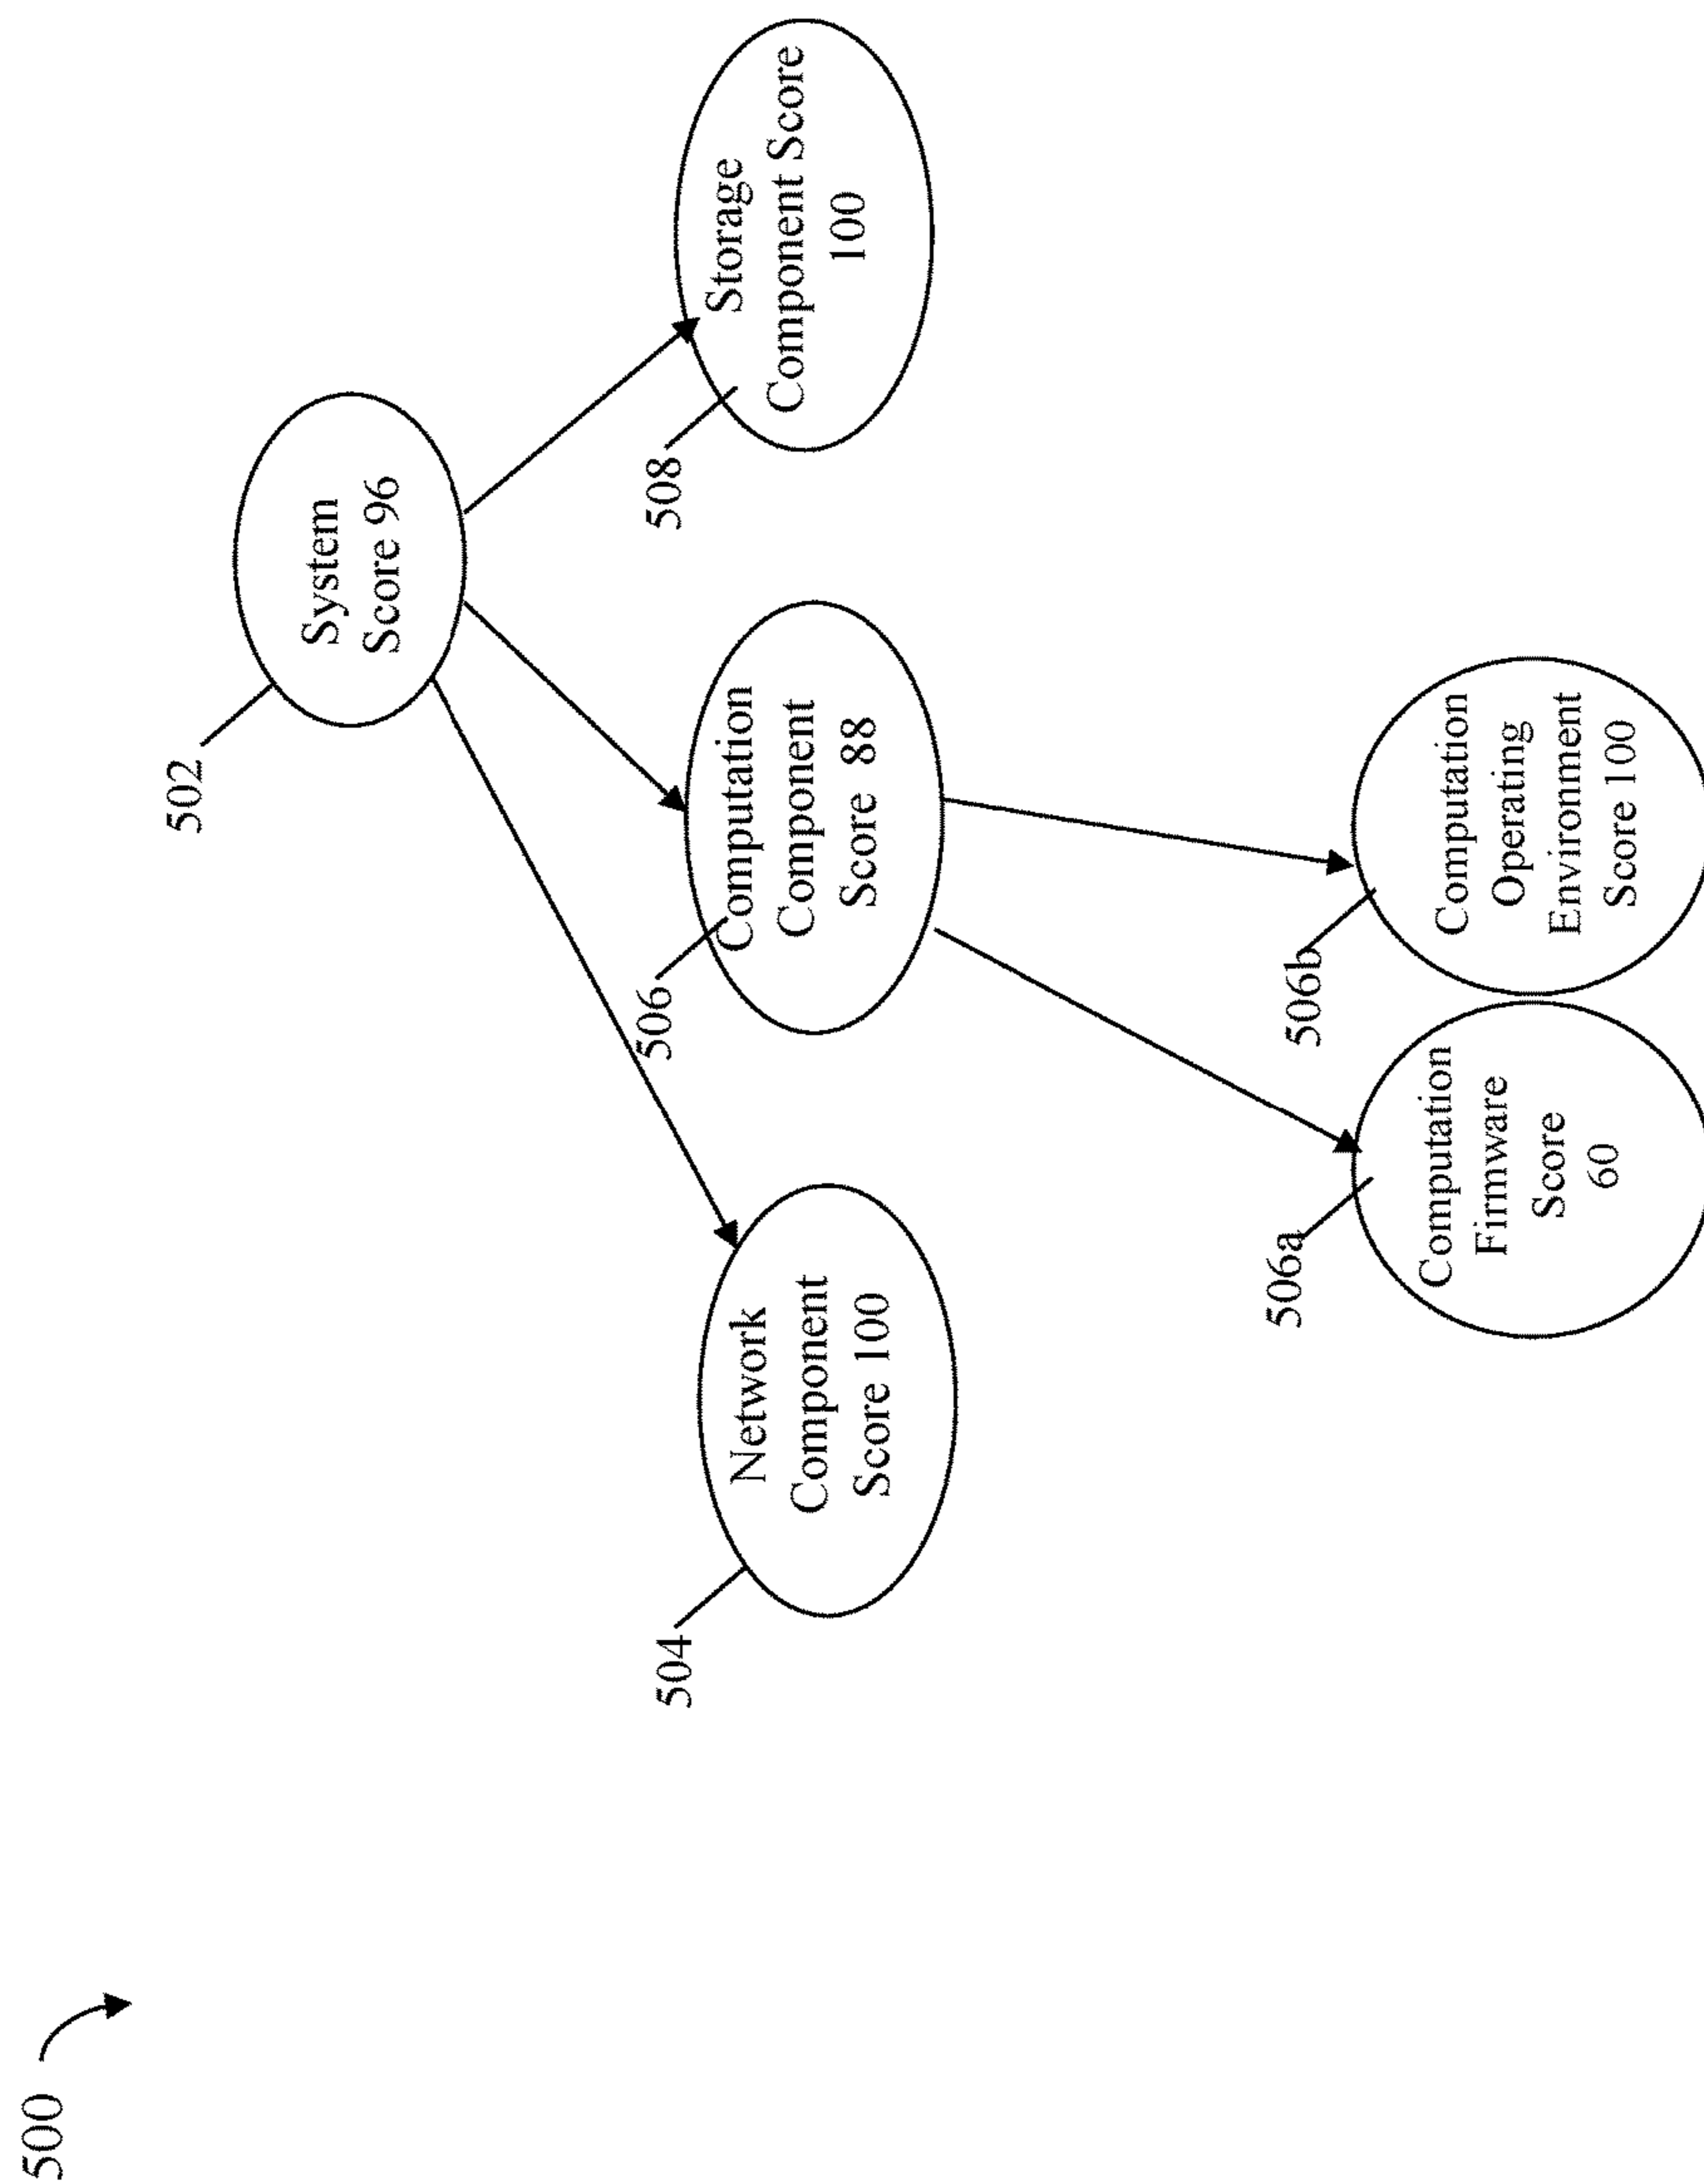 500
502
System
Score 96
504
Network
Component
Score 100
506
Computation
Component
Score 88
508
Storage
Component Score
100
506a
Computation
Firmware
Score
60
506b
Computation
Operating
Environment
Score 100